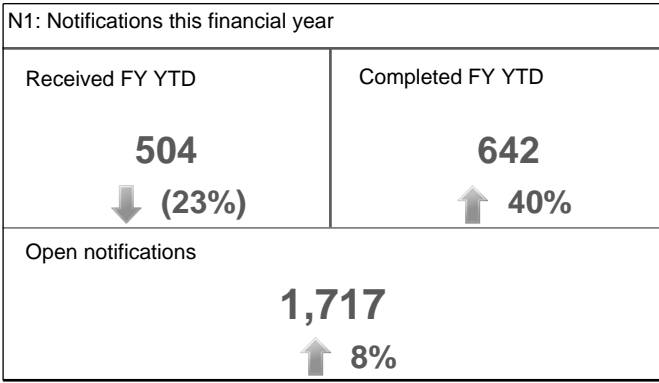 N1: Notifications this financial year
Received FY YTD
504
(23%)
Completed FY YTD
642
40%
Open notifications
1,717
8%